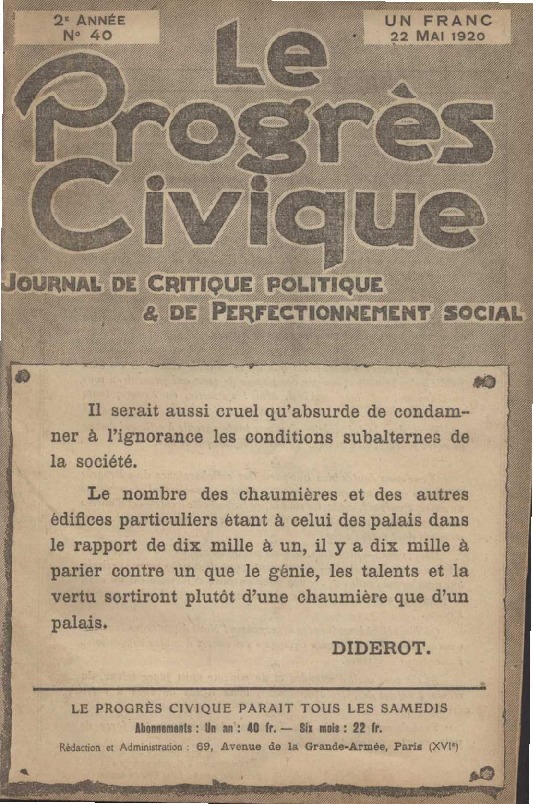 2e ANNÉE
No 40
UN FRANC
22 MAI 1920
Le
Progrès
Civique
JOURNAL DE CRITIQUE POLITIQUE
& DE PERFECTIONNEMENT SOCIAL
Il serait aussi cruel qu'absurde de condam-
ner à l'ignorance les conditions subalternes de
la société.
Le nombre des chaumières et des autres
édifices particuliers étant à celui des palais dans
le rapport de dix mille à un, il y a dix mille à
parier contre un que le génie, les talents et la
vertu sortiront plutôt d'une chaumière que d'un
palais.
DIDEROT.
LE PROGRÈS CIVIQUE PARAIT TOUS LES SAMEDIS
Abonnements : Un an : 40 fr. — Six mois : 22 fr.
Rédaction et Administration : 69, Avenue de la Grande-Armée, Paris (XVIe)